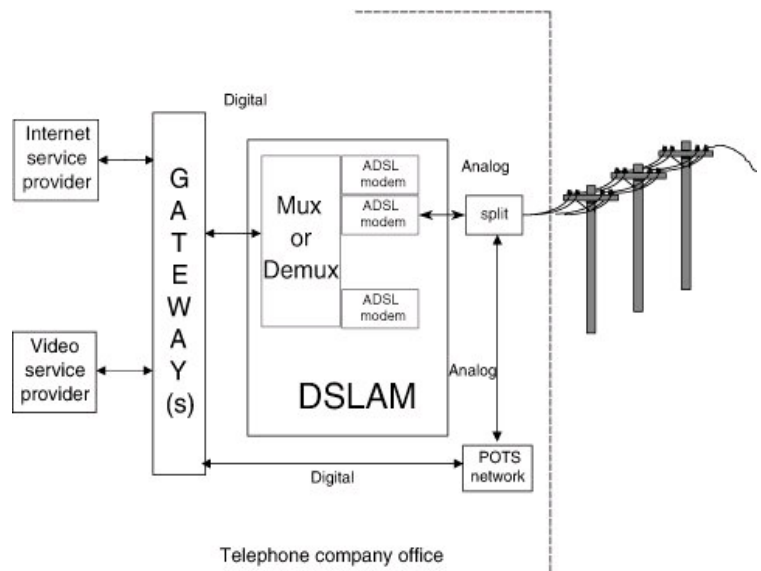 Digital
Internet
service
provider
G
A
T
E
W
A
Y
(s)
Mux
or
Demux
ADSL
modem
ADSL
modem
ADSL
modem
Analog
split
Video
service
provider
DSLAM
Analog
POTS
network
Digital
Telephone company office